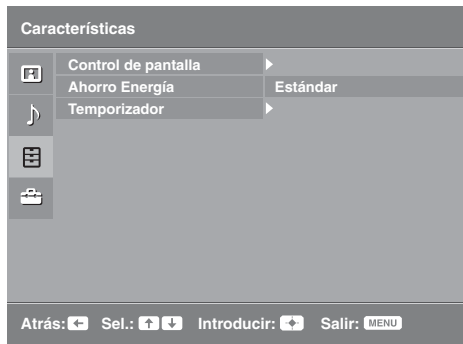 Características
Control de pantalla
Ahorro Energía Estándar
Temporizador
Atrás: Sel.: Introducir: Salir: MENU